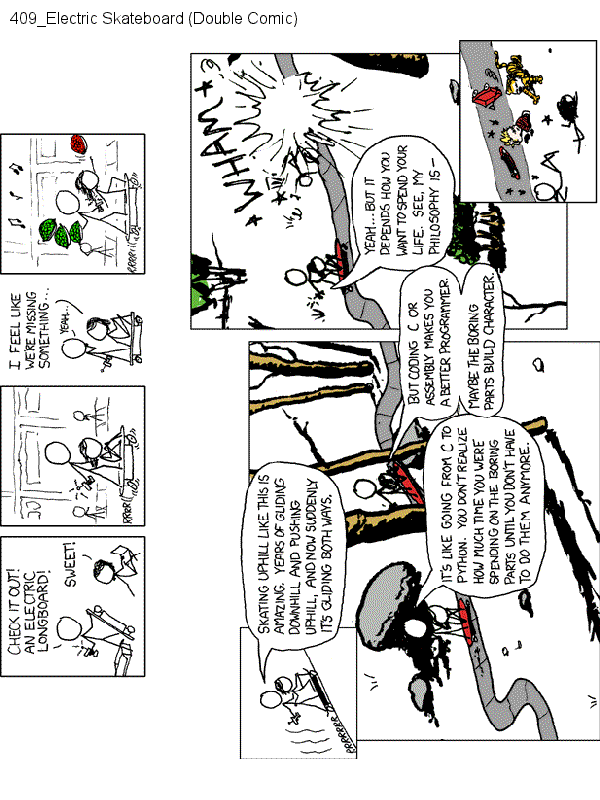 409_Electric Skateboard (Double Comic)
CHECK IT OUT!
AN ELECTRIC
LONGBOARD!
SWEET!
RRRR
I FEEL LIKE
WE'RE MISSING
SOMETHING...
YEAH...
RRRR
RRRRRRR
SKATING UPHILL LIKE THIS IS
AMAZING. YEARS OF GLIDING
DOWNHILL AND PUSHING
UPHILL, AND NOW SUDDENLY
IT'S GLIDING BOTH WAYS.
IT'S LIKE GOING FROM C TO
PYTHON. YOU DON'T REALIZE
HOW MUCH TIME YOU WERE
SPENDING ON THE BORING
PARTS UNTIL YOU DON'T HAVE
TO DO THEM ANYMORE.
BUT CODING C OR
ASSEMBLY MAKES YOU
A BETTER PROGRAMMER.
MAYBE THE BORING
PARTS BUILD CHARACTER.
YEAH... BUT IT
DEPENDS HOW YOU
WANT TO SPEND YOUR
LIFE. SEE, MY
PHILOSOPHY IS—
WHAM